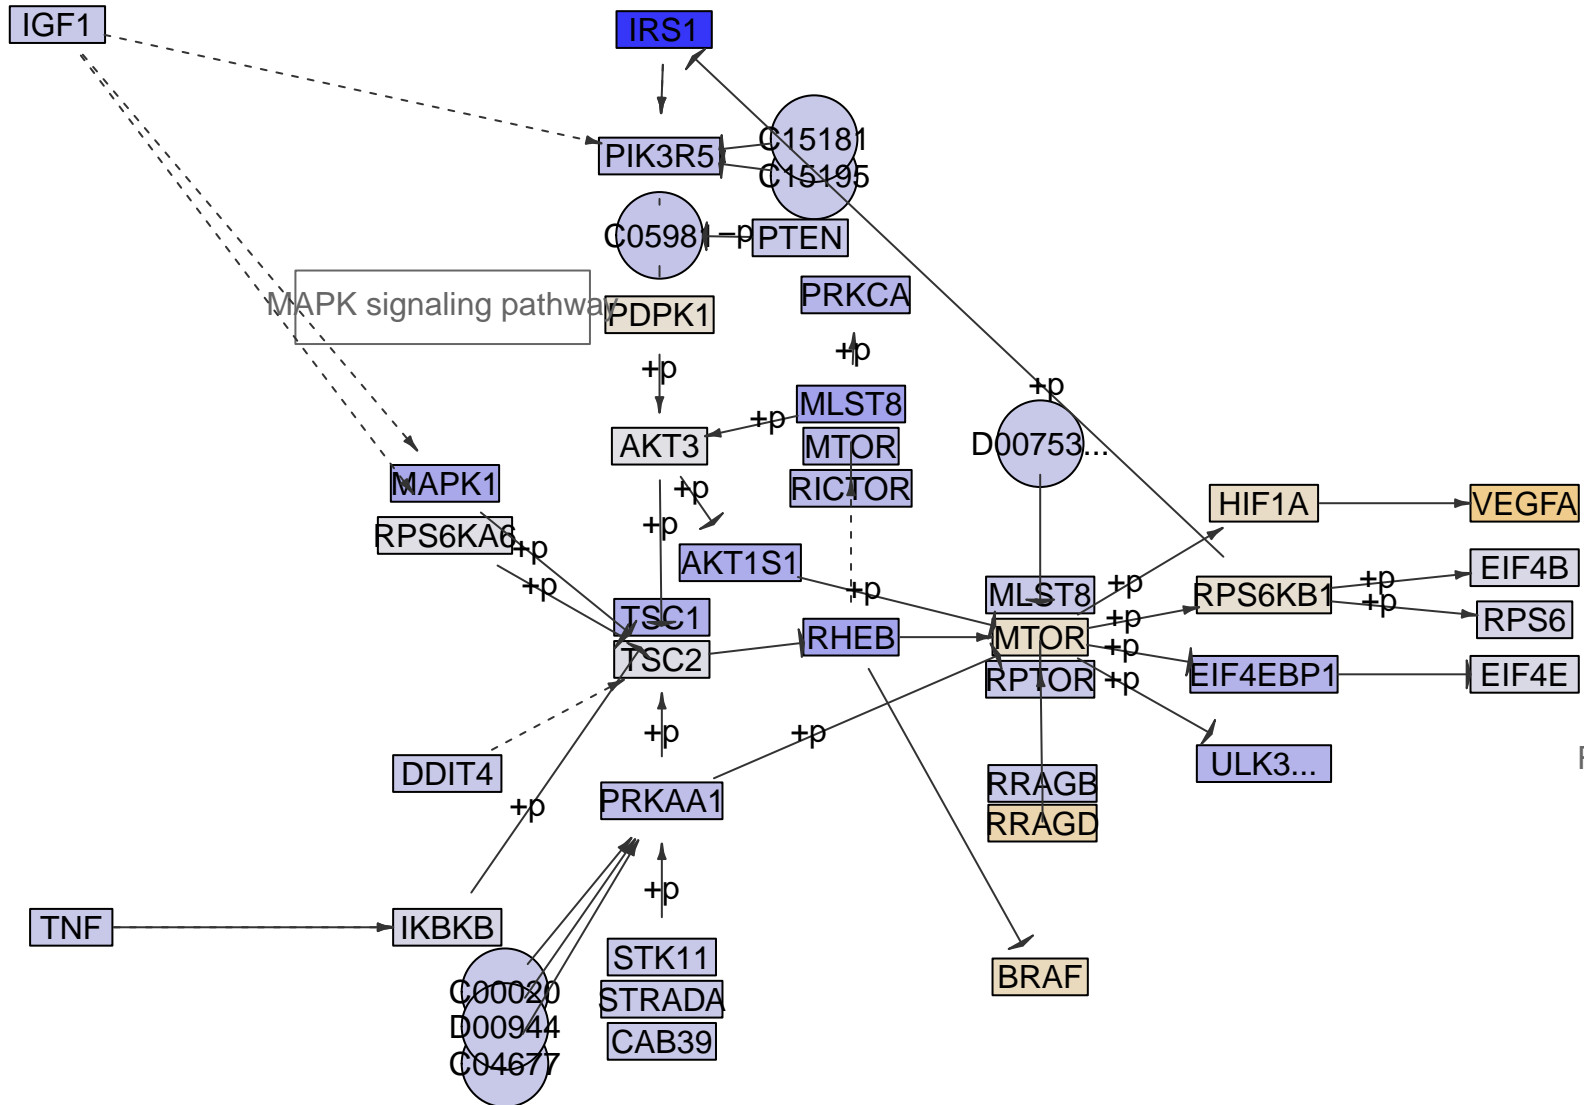 IGF1
IRS1
PIK3R5
C15181
C15195
C05981
-p
PTEN
MAPK signaling pathway
PDPK1
PRKCA
+p
+p
+p
MLST8
+p
AKT3
MTOR
D00753...
MAPK1
RICTOR
+p
HIF1A
VEGFA
RPS6KA6
+p
+p
AKT1S1
EIF4B
+p
+p
MLST8
+p
RPS6KB1
+p
+p
TSC1
RPS6
RHEB
MTOR
+p
TSC2
+p
RPTOR
+p
EIF4EBP1
EIF4E
+p
+p
DDIT4
ULK3...
PRKAA1
RRAGB
+p
RRAGD
+p
TNF
IKBKB
STK11
BRAF
C00020
STRADA
D00944
CAB39
C04677